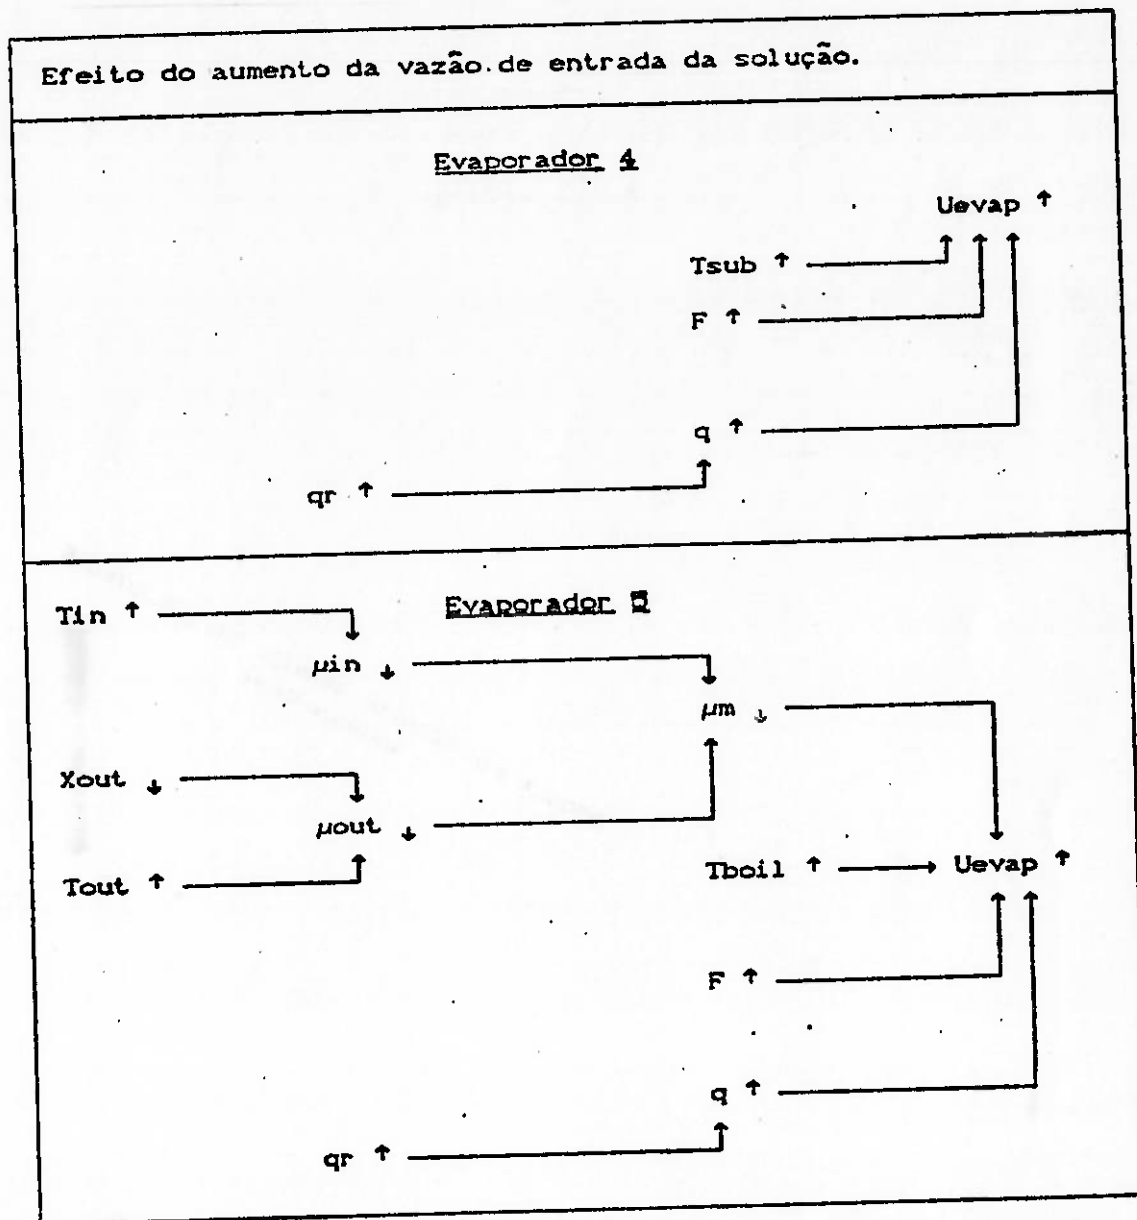 Efeito do aumento da vazão de entrada da solução.
Evaporador 4
Uevap ↑
Tsub ↑
F ↑
q ↑
qr ↑
Evaporador 5
Tin ↑
μin ↓
μm ↓
Xout ↓
μout ↓
Tout ↑
Tboil ↑ → Uevap ↑
F ↑
q ↑
qr ↑